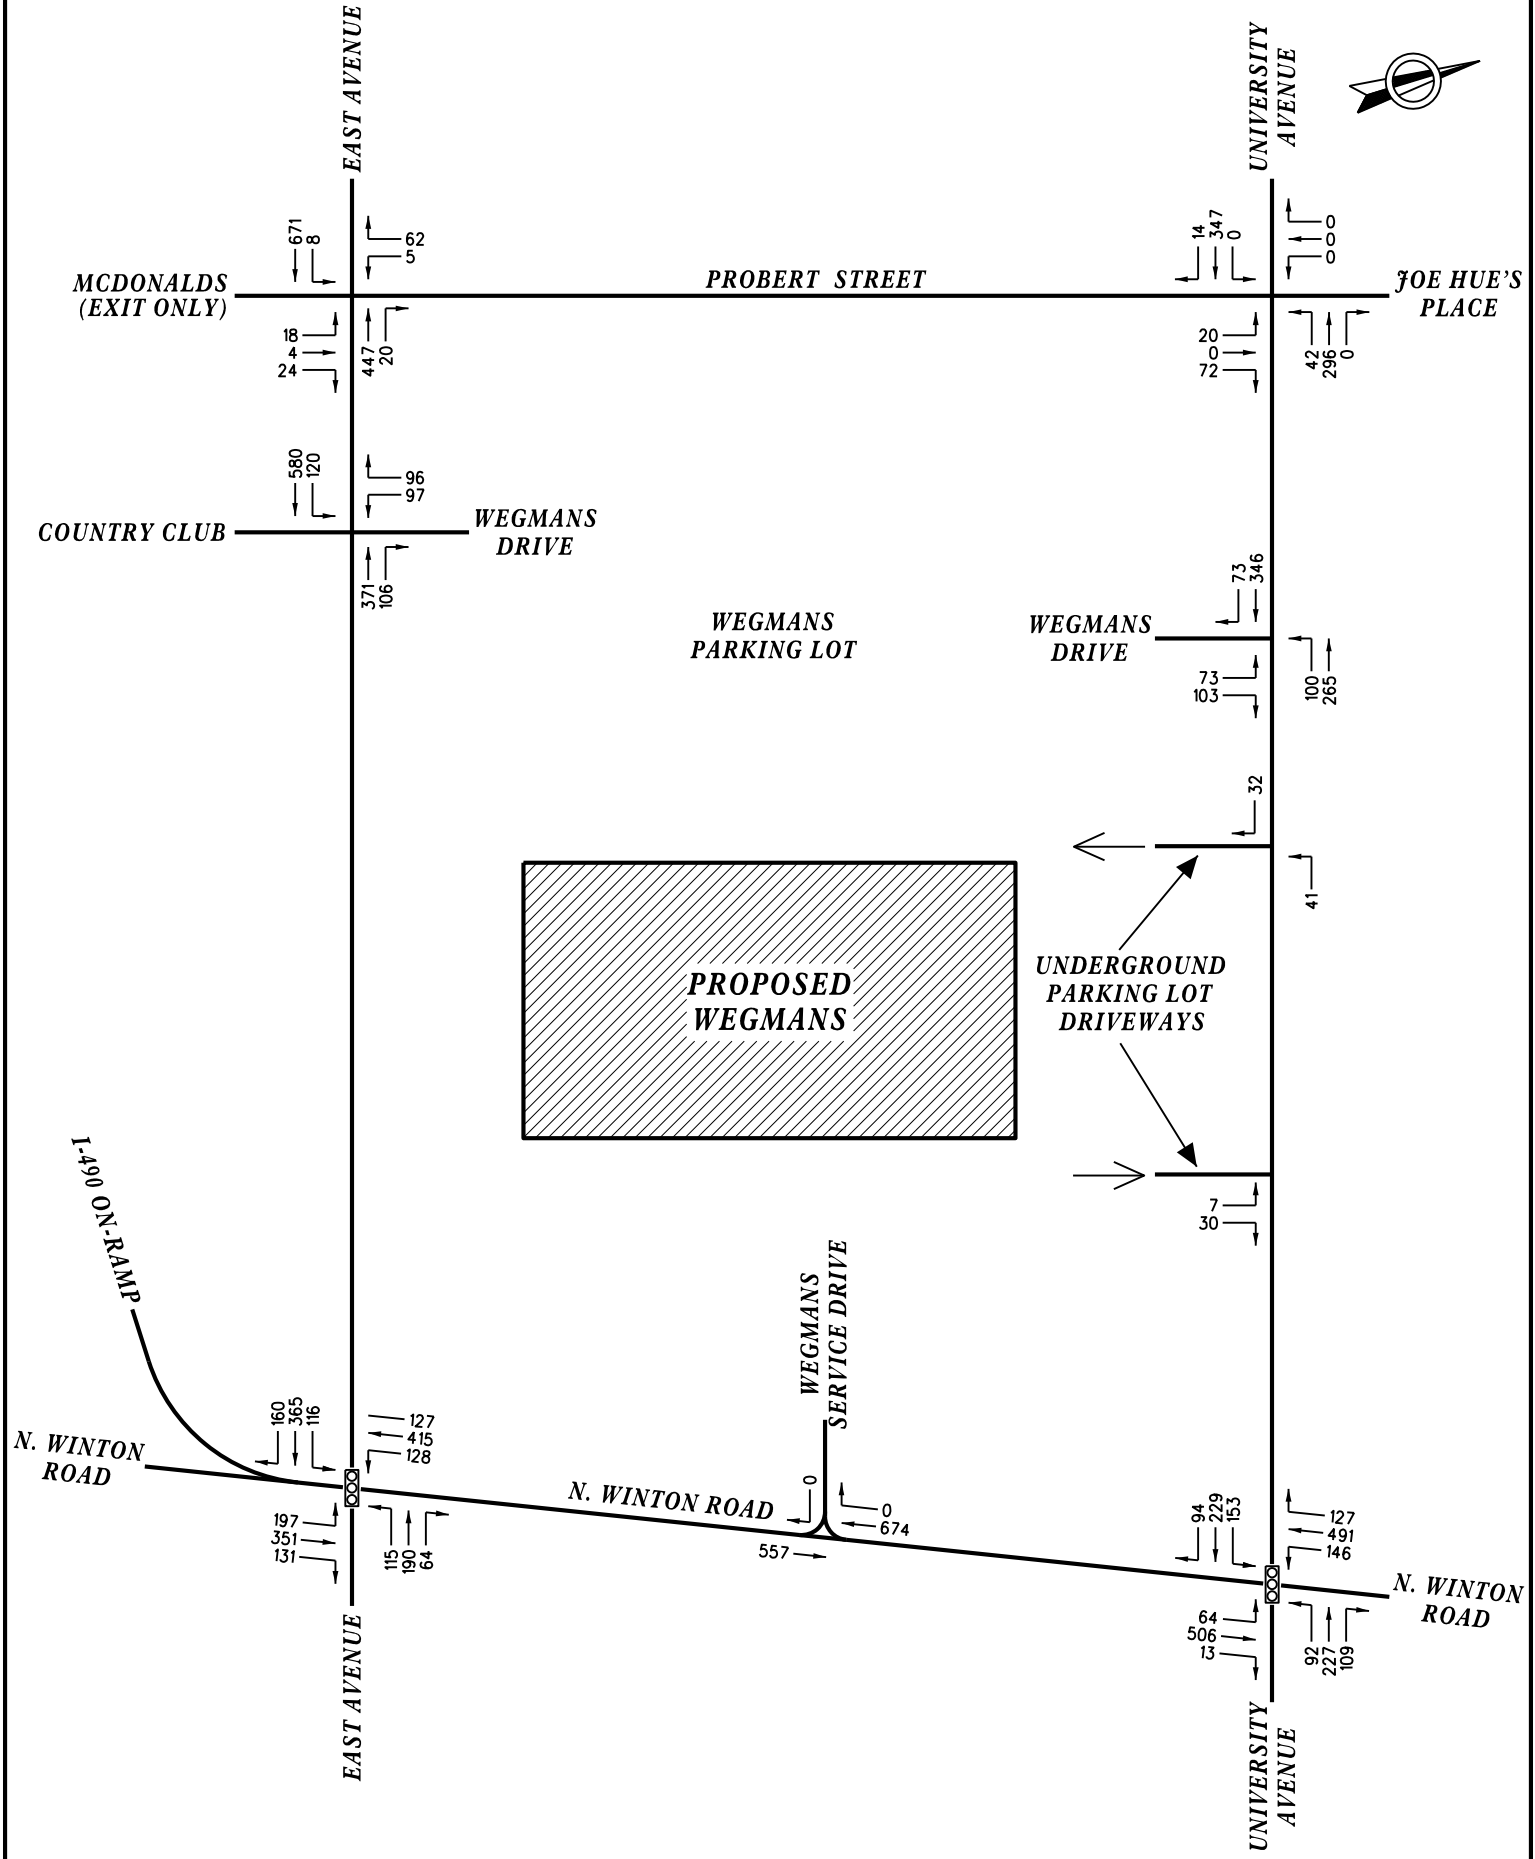 EAST AVENUE
UNIVERSITY
AVENUE
671
8
62
5
14
347
0
0
0
0
MCDONALDS
(EXIT ONLY)
PROBERT STREET
JOE HUE'S
PLACE
18
4
24
447
20
20
0
72
42
296
0
580
120
96
97
COUNTRY CLUB
WEGMANS
DRIVE
371
106
73
346
WEGMANS
PARKING LOT
WEGMANS
DRIVE
73
103
100
265
32
41
UNDERGROUND
PARKING LOT
DRIVEWAYS
PROPOSED
WEGMANS
7
30
I-490 ON-RAMP
WEGMANS
SERVICE DRIVE
160
365
116
127
415
128
N. WINTON
ROAD
N. WINTON ROAD
0
0
674
557
94
229
153
127
491
146
197
351
131
115
190
64
N. WINTON
ROAD
64
506
13
92
227
109
EAST AVENUE
UNIVERSITY
AVENUE